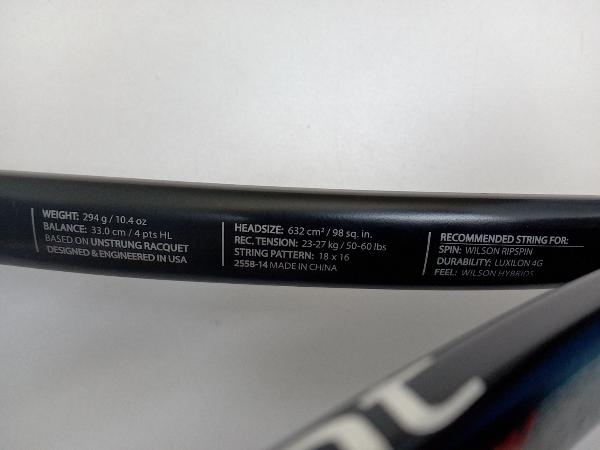 WEIGHT: 294 g / 10.4 oz
BALANCE: 33.0 cm / 4 pts HL
BASED ON UNSTRUNG RACQUET
DESIGNED & ENGINEERED IN USA
HEADSIZE: 632 cm² / 98 sq. in.
REC. TENSION: 23-27 kg / 50-60 lbs
STRING PATTERN: 18 x 16
2558-14 MADE IN CHINA
RECOMMENDED STRING FOR:
SPIN: WILSON RIPSPIN
DURABILITY: LUXILON 4G
FEEL: WILSON HYBRIDS